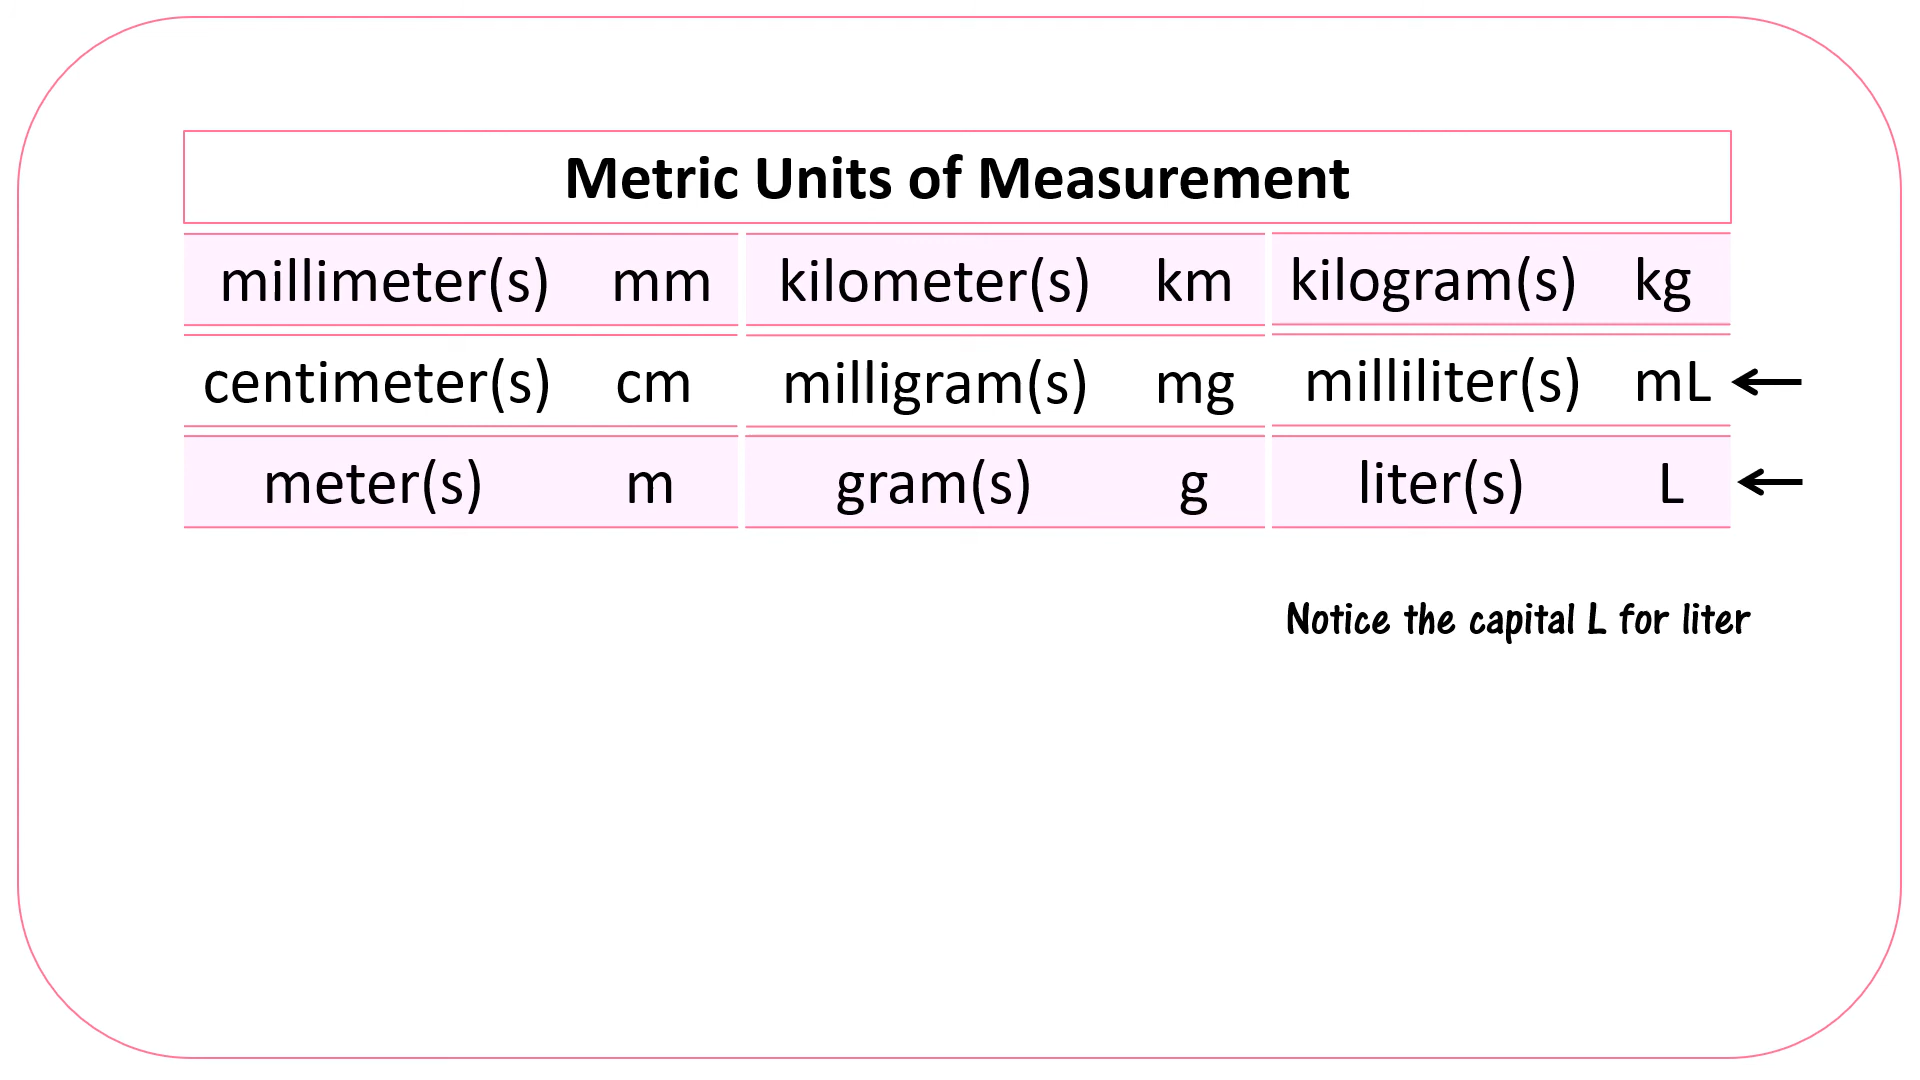 Metric Units of Measurement
millimeter(s) mm kilometer(s) km kilogram(s) kg
centimeter(s) cm milligram(s) mg milliliter(s) mL
meter(s) m gram(s) g liter(s) L
Notice the capital L for liter